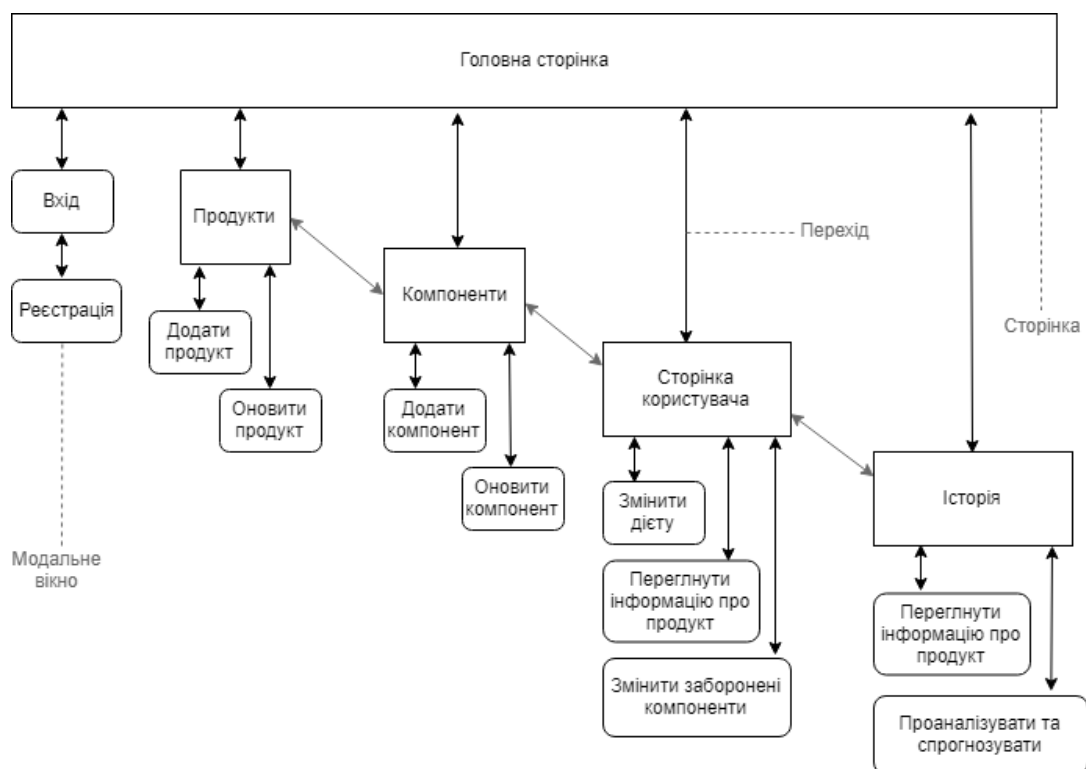 Головна сторінка
Вхід
Продукти
Перехід
Компоненти
Реєстрація
Сторінка
Додати
продукт
Сторінка
користувача
Оновити
продукт
Додати
компонент
Оновити
компонент
Змінити
дієту
Історія
Модальне
вікно
Переглнути
інформацію про
продукт
Переглнути
інформацію про
продукт
Змінити заборонені
компоненти
Проаналізувати та
спрогнозувати